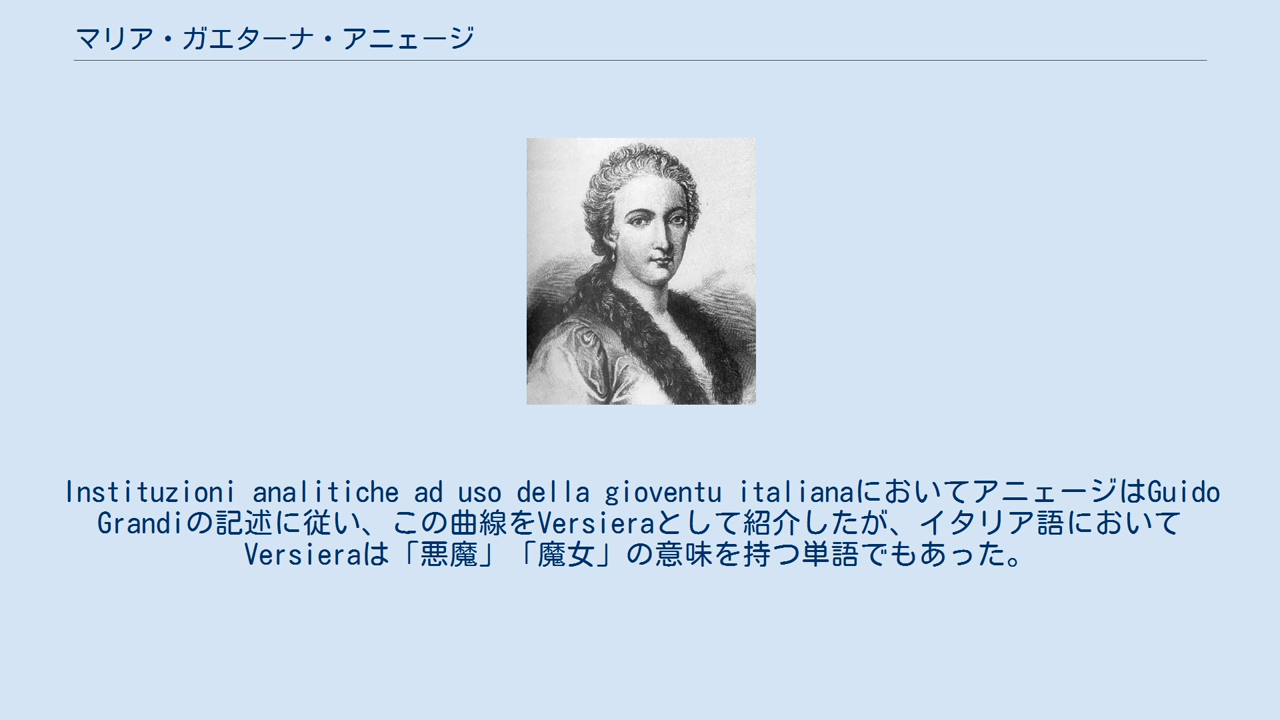 マリア・ガエターナ・アニェージ
Instituzioni analitiche ad uso della gioventu italianaにおいてアニェージはGuido
Grandiの記述に従い、この曲線をVersieraとして紹介したが、イタリア語において
Versieraは「悪魔」「魔女」の意味を持つ単語でもあった。